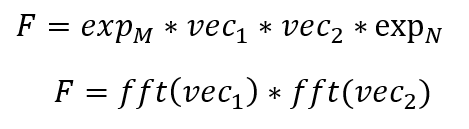 F = exp_M * vec_1 * vec_2 * exp_N
F = fft(vec_1) * fft(vec_2)